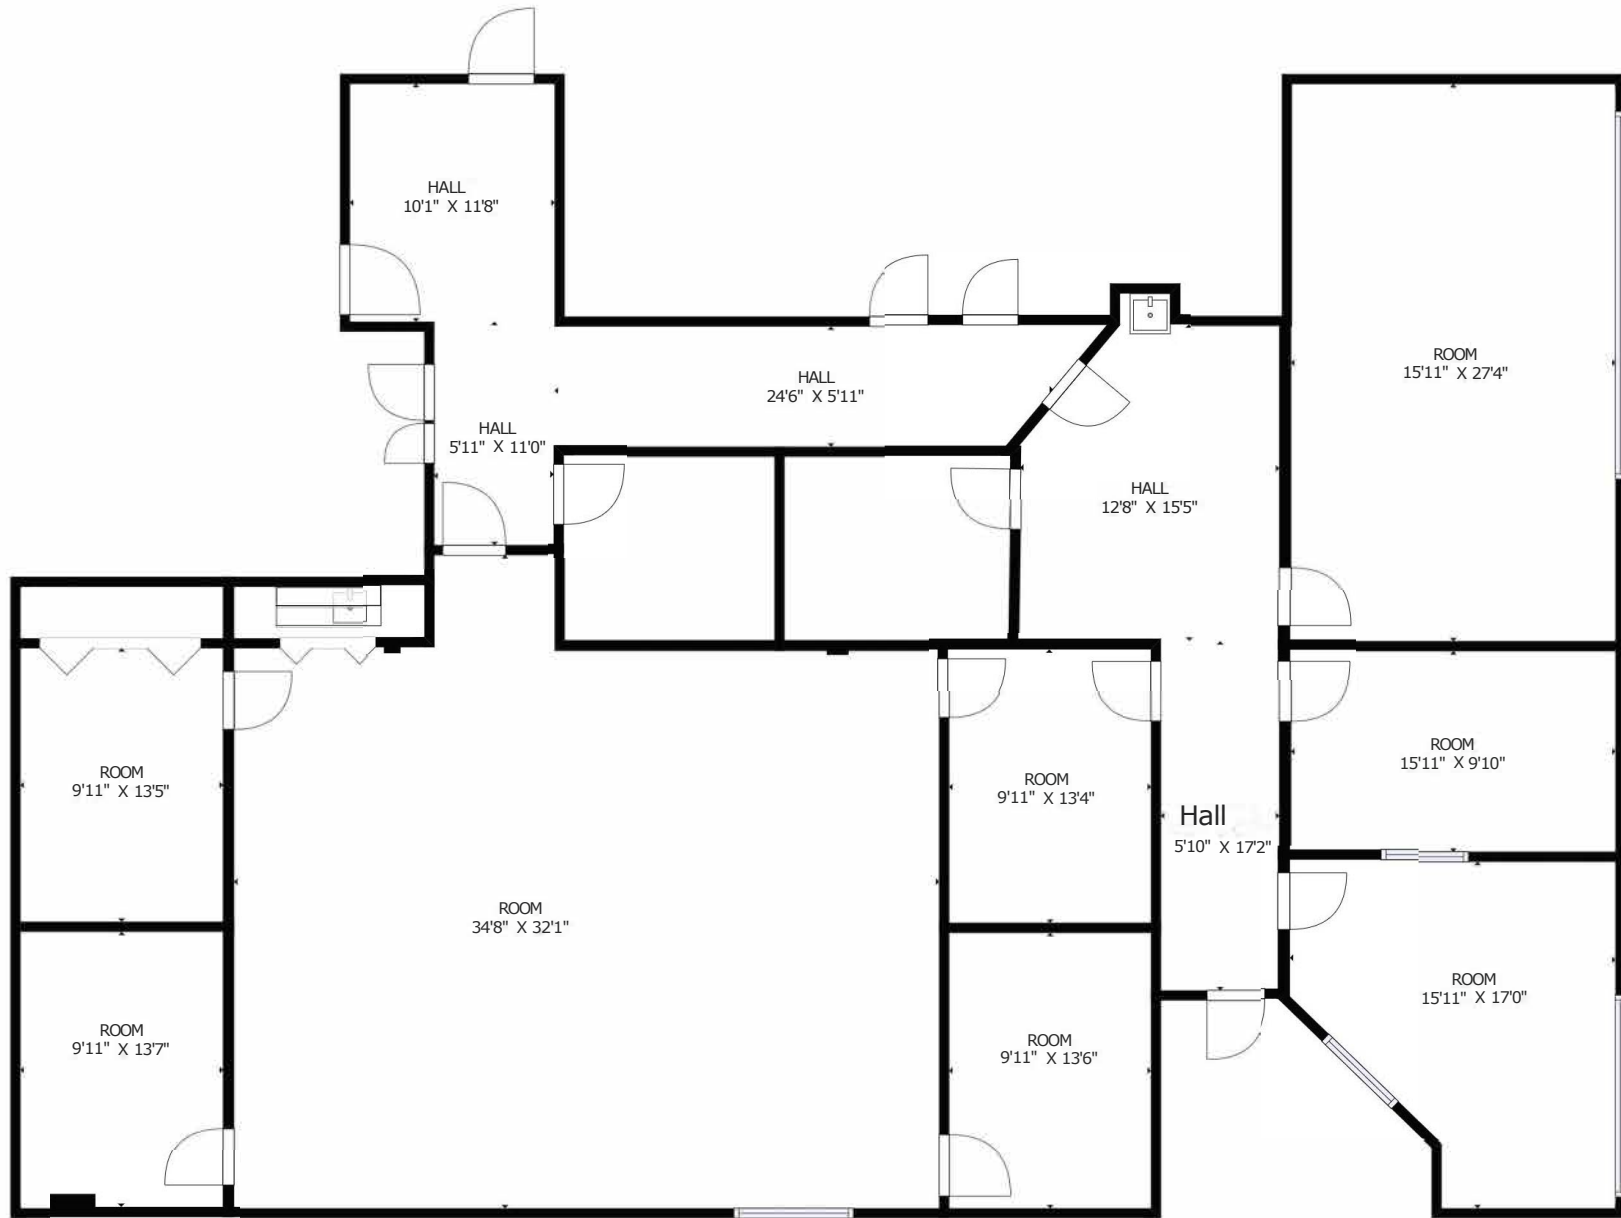 HALL
10'1" X 11'8"
ROOM
15'11" X 27'4"
HALL
24'6" X 5'11"
HALL
5'11" X 11'0"
HALL
12'8" X 15'5"
ROOM
15'11" X 9'10"
ROOM
9'11" X 13'5"
ROOM
9'11" X 13'4"
Hall
5'10" X 17'2"
ROOM
34'8" X 32'1"
ROOM
15'11" X 17'0"
ROOM
9'11" X 13'7"
ROOM
9'11" X 13'6"